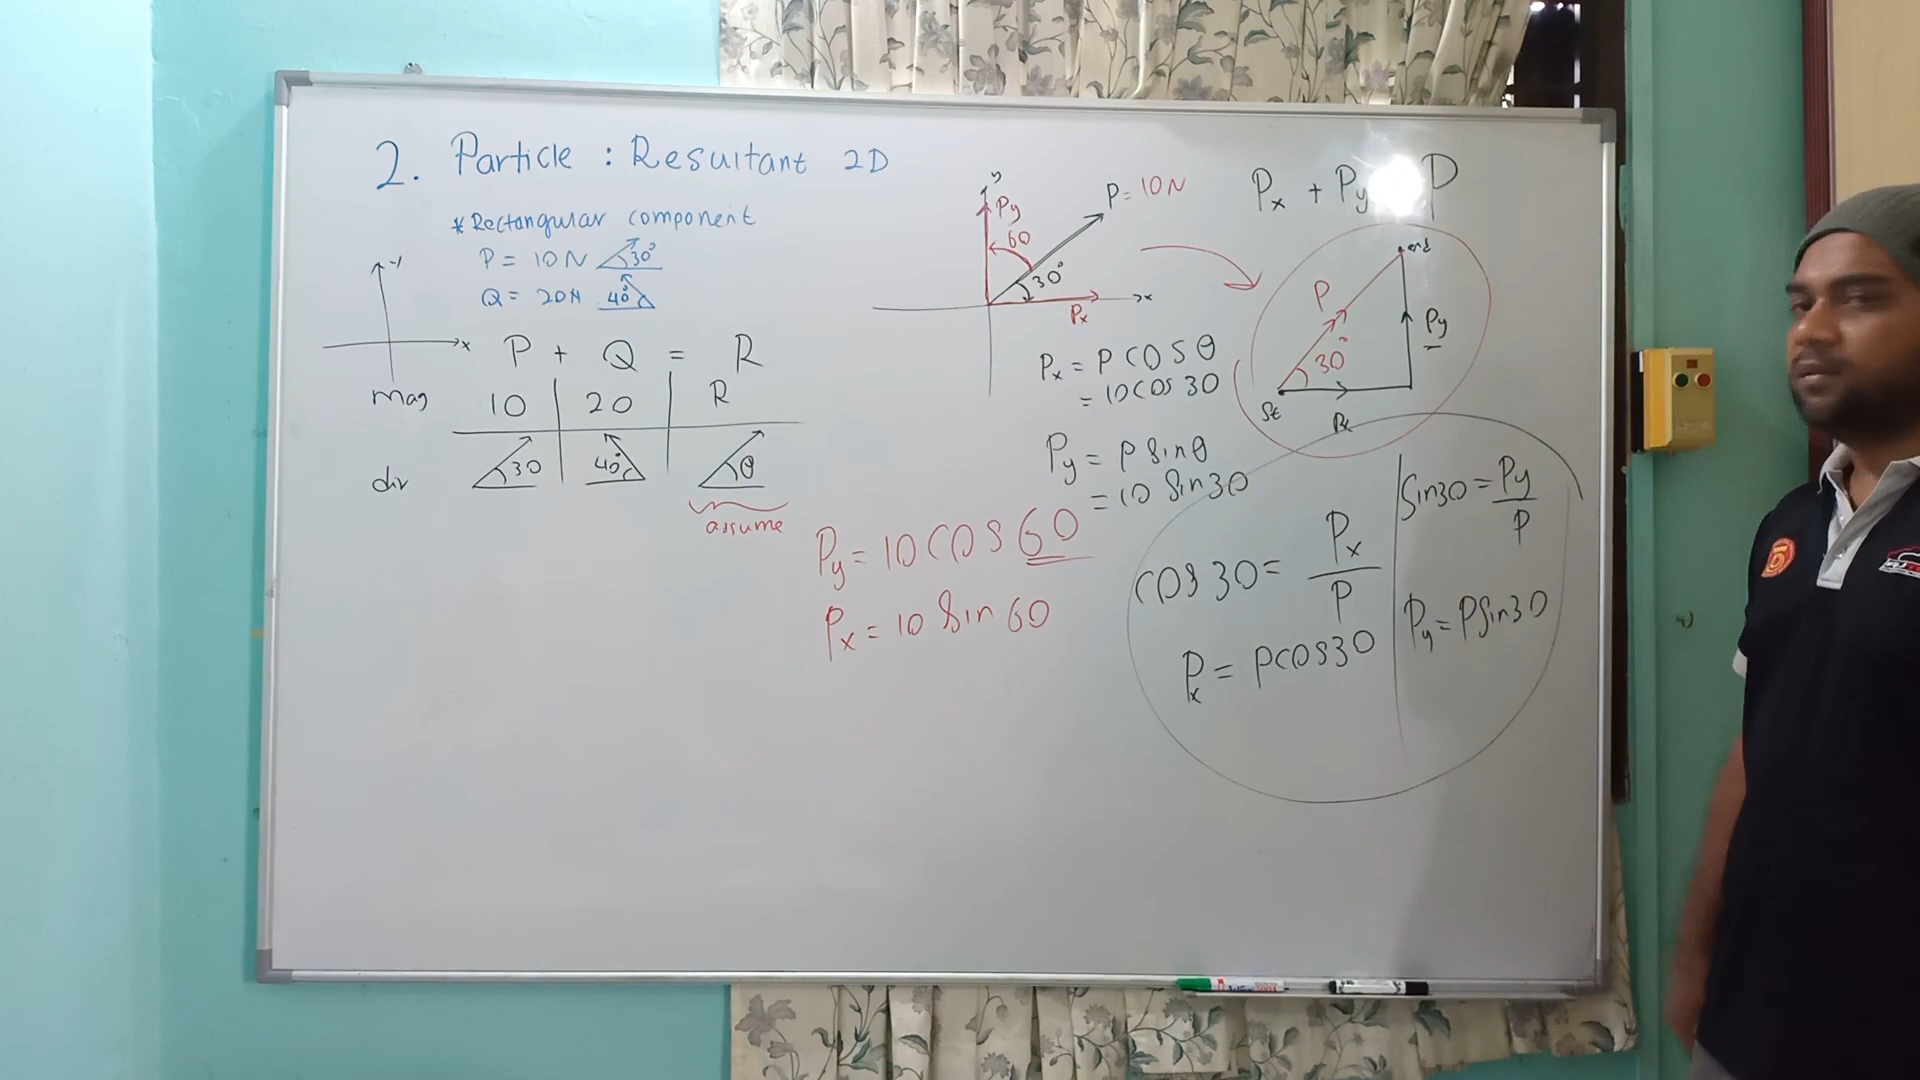 2. Particle : Resultant 2D
* Rectangular component
P = 10N 30°
Q = 20N 40°
y
x
P + Q = R
mag 10 20 R
dir 30 40° θ
assume
y
Py
60
P = 10N
30°
x
Px
Px = P cos θ
= 10 cos 30
Py = P sin θ
= 10 sin 30
Py = 10 cos 60
Px = 10 sin 60
Px + Py P
end
P
Py
30°
St
Px
cos 30 = Px / P
Px = P cos 30
Sin 30 = Py / P
Py = P sin 30